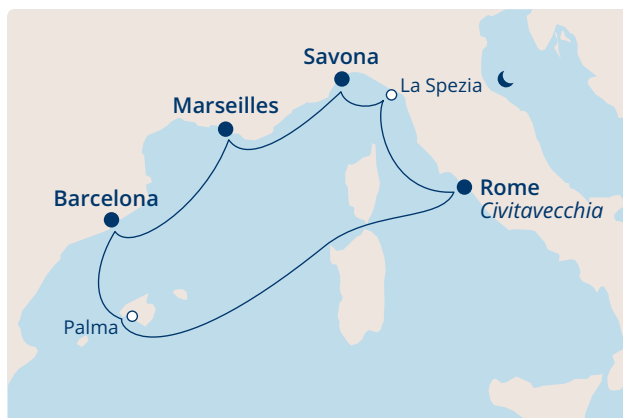 Savona
La Spezia
Marseilles
Rome
Civitavecchia
Barcelona
Palma